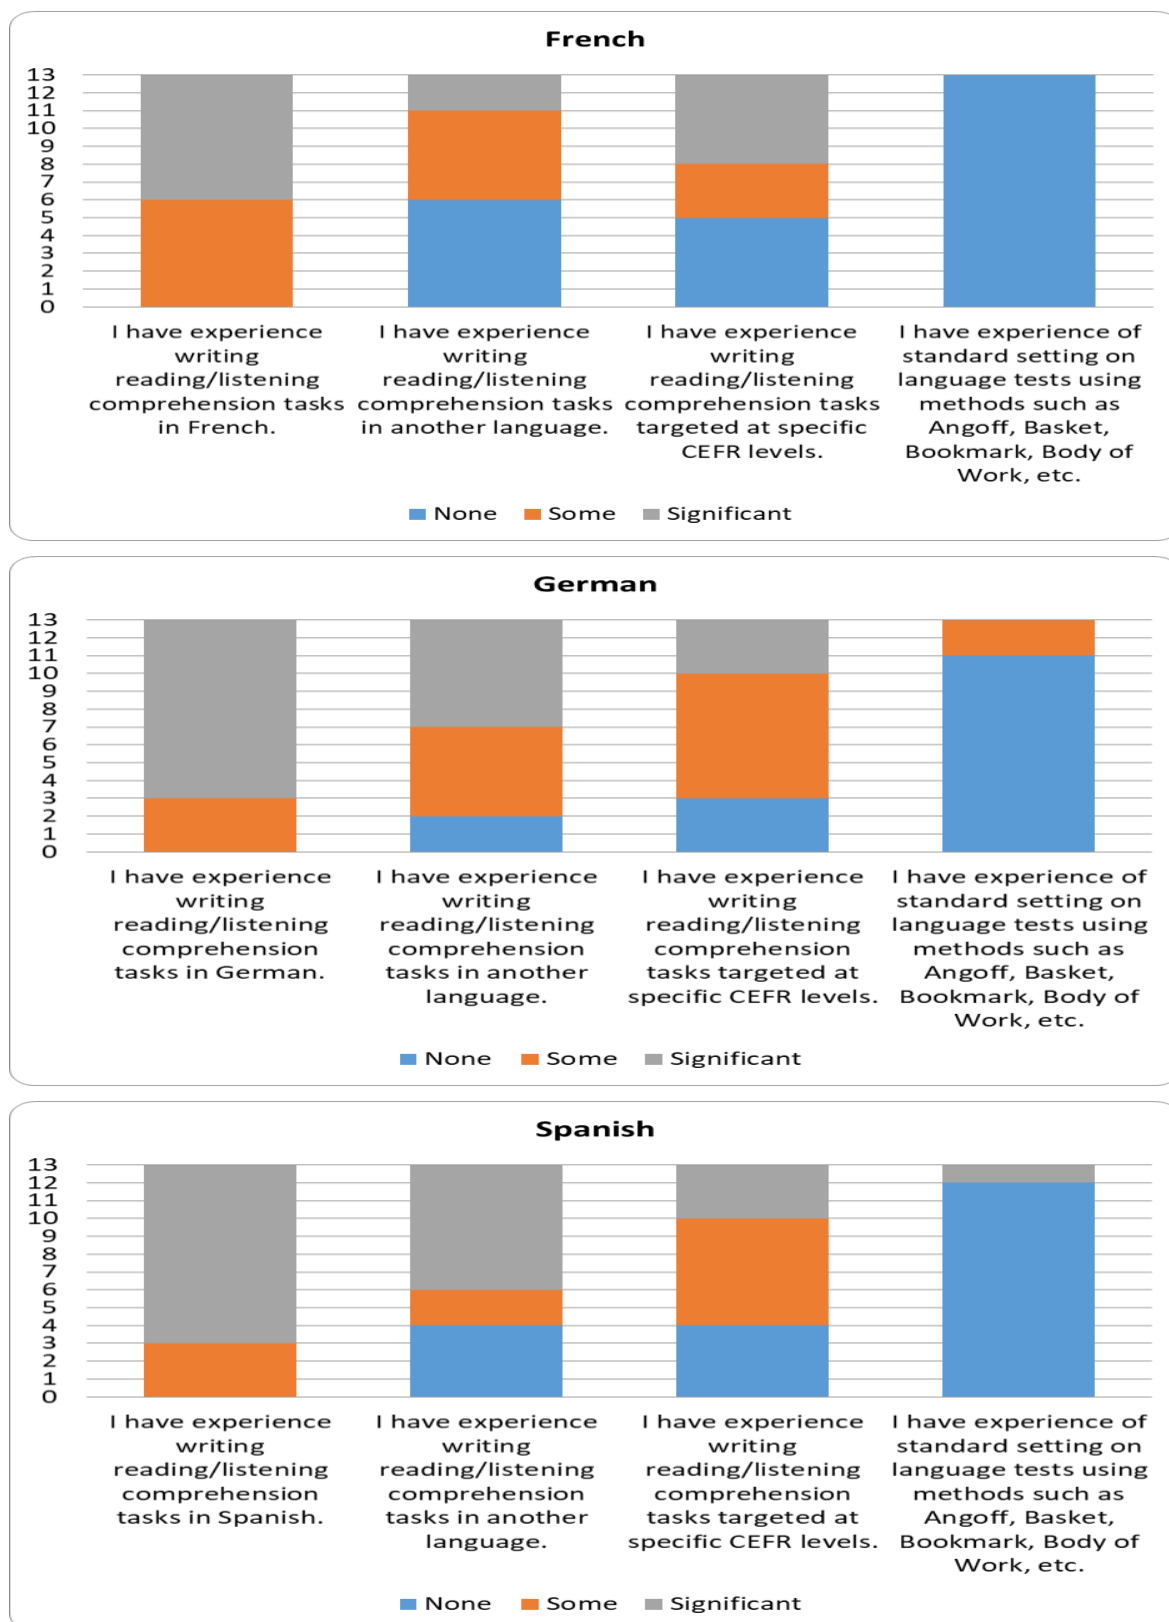 French
13
12
11
10
9
8
7
6
5
4
3
2
1
0
I have experience
writing
reading/listening
comprehension tasks
in French.
I have experience
writing
reading/listening
comprehension tasks
in another language.
I have experience
writing
reading/listening
comprehension tasks
targeted at specific
CEFR levels.
I have experience of
standard setting on
language tests using
methods such as
Angoff, Basket,
Bookmark, Body of
Work, etc.
None Some Significant
German
13
12
11
10
9
8
7
6
5
4
3
2
1
0
I have experience
writing
reading/listening
comprehension
tasks in German.
I have experience
writing
reading/listening
comprehension
tasks in another
language.
I have experience
writing
reading/listening
comprehension
tasks targeted at
specific CEFR levels.
I have experience of
standard setting on
language tests using
methods such as
Angoff, Basket,
Bookmark, Body of
Work, etc.
None Some Significant
Spanish
13
12
11
10
9
8
7
6
5
4
3
2
1
0
I have experience
writing
reading/listening
comprehension
tasks in Spanish.
I have experience
writing
reading/listening
comprehension
tasks in another
language.
I have experience
writing
reading/listening
comprehension
tasks targeted at
specific CEFR levels.
I have experience of
standard setting on
language tests using
methods such as
Angoff, Basket,
Bookmark, Body of
Work, etc.
None Some Significant